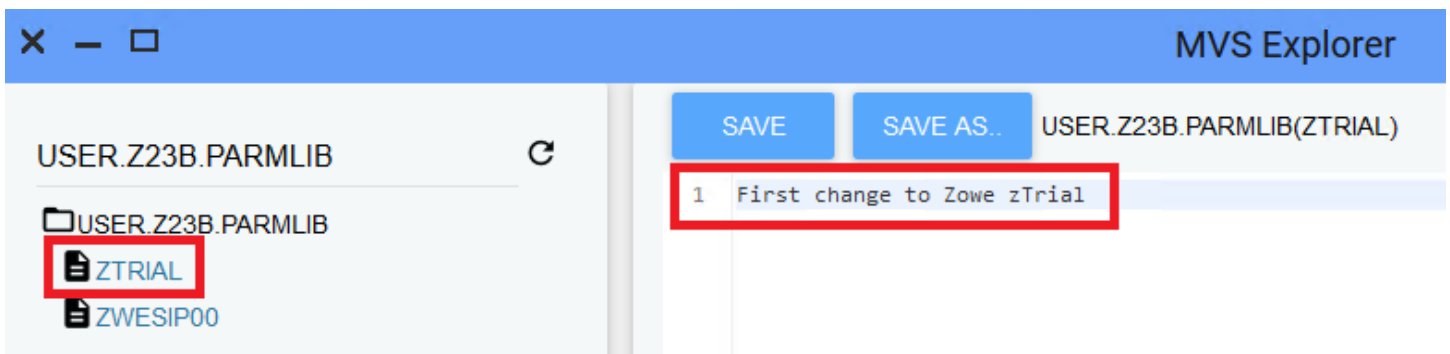 MVS Explorer
USER.Z23B.PARMLIB
USER.Z23B.PARMLIB
ZTRIAL
ZWESIP00
SAVE SAVE AS.. USER.Z23B.PARMLIB(ZTRIAL)
1 First change to Zowe zTrial